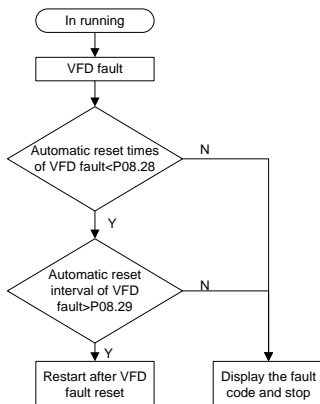 In running
VFD fault
Automatic reset times
of VFD fault<P08.28
N
Y
Automatic reset
interval of VFD
fault>P08.29
N
Y
Restart after VFD
fault reset
Display the fault
code and stop